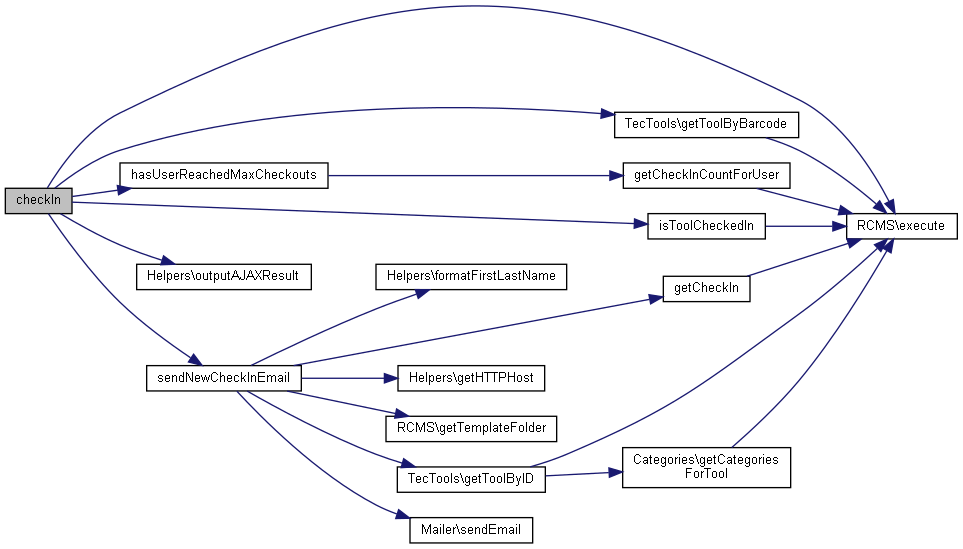 checkIn
TecTools\getToolByBarcode
hasUserReachedMaxCheckouts
getCheckInCountForUser
isToolCheckedIn
RCMS\execute
Helpers\outputAJAXResult
Helpers\formatFirstLastName
getCheckIn
sendNewCheckInEmail
Helpers\getHTTPHost
RCMS\getTemplateFolder
TecTools\getToolByID
Categories\getCategories
ForTool
Mailer\sendEmail